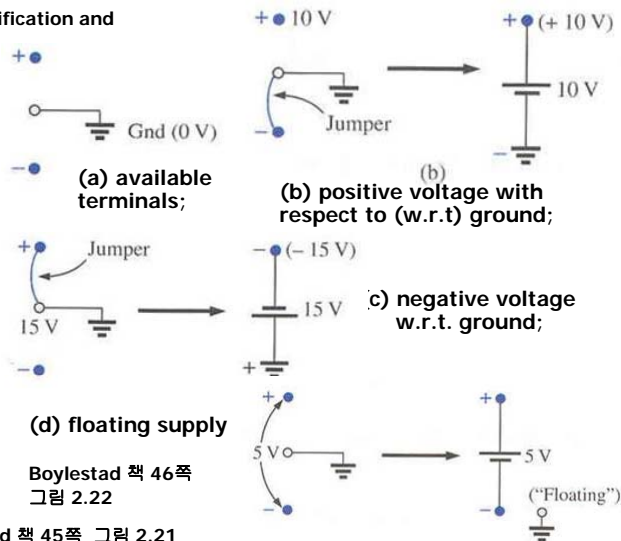 ification and
+ 10 V
+
Gnd (0 V)
−
(a) available
terminals;
−
Jumper
+ (+ 10 V)
10 V
−
(b)
(b) positive voltage with
respect to (w.r.t) ground;
+
Jumper
15 V
−
− (– 15 V)
15 V
+
c) negative voltage
w.r.t. ground;
(d) floating supply
+
5 V
−
+
5 V
−
("Floating")
Boylestad 책 46쪽
그림 2.22
d 책 45쪽 그림 2.21